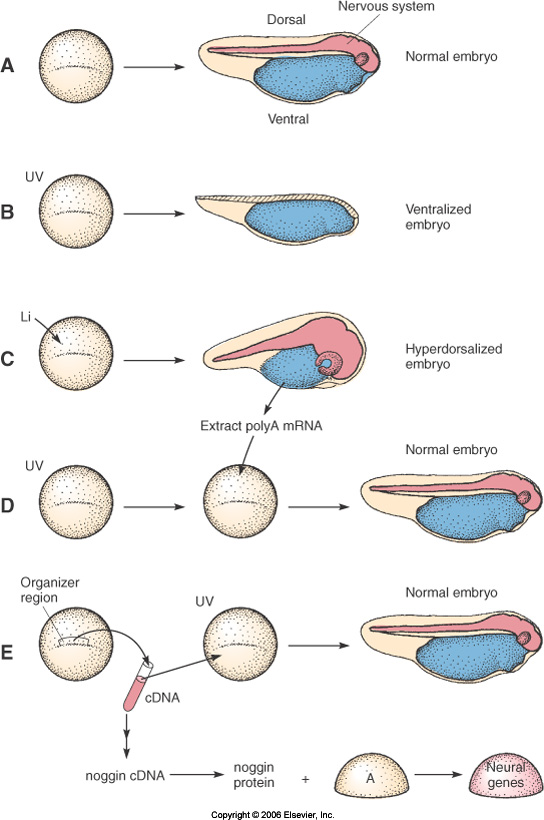 Nervous system
Dorsal
A
Normal embryo
Ventral
UV
B
Ventralized
embryo
Li
C
Hyperdorsalized
embryo
Extract polyA mRNA
UV
Normal embryo
D
Organizer
region
UV
Normal embryo
E
cDNA
noggin cDNA
noggin
protein
+
A
Neural
genes
Copyright © 2006 Elsevier, Inc.